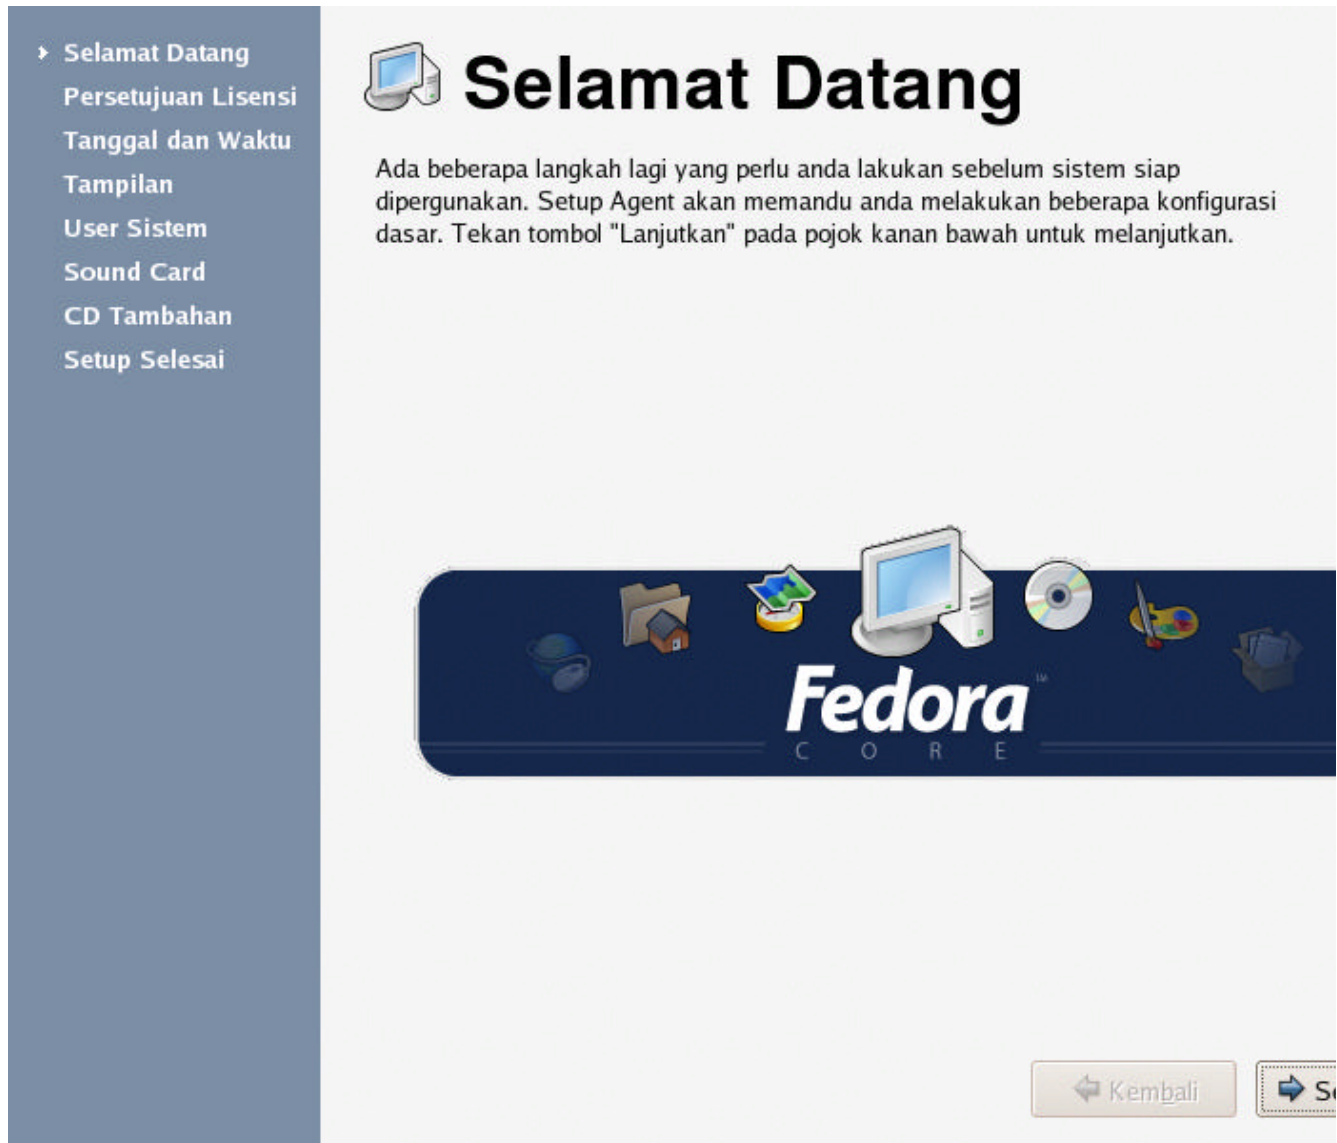 Selamat Datang
Persetujuan Lisensi
Tanggal dan Waktu
Tampilan
User Sistem
Sound Card
CD Tambahan
Setup Selesai
Selamat Datang
Ada beberapa langkah lagi yang perlu anda lakukan sebelum sistem siap
dipergunakan. Setup Agent akan memandu anda melakukan beberapa konfigurasi
dasar. Tekan tombol "Lanjutkan" pada pojok kanan bawah untuk melanjutkan.
Fedora
CORE
Kembali